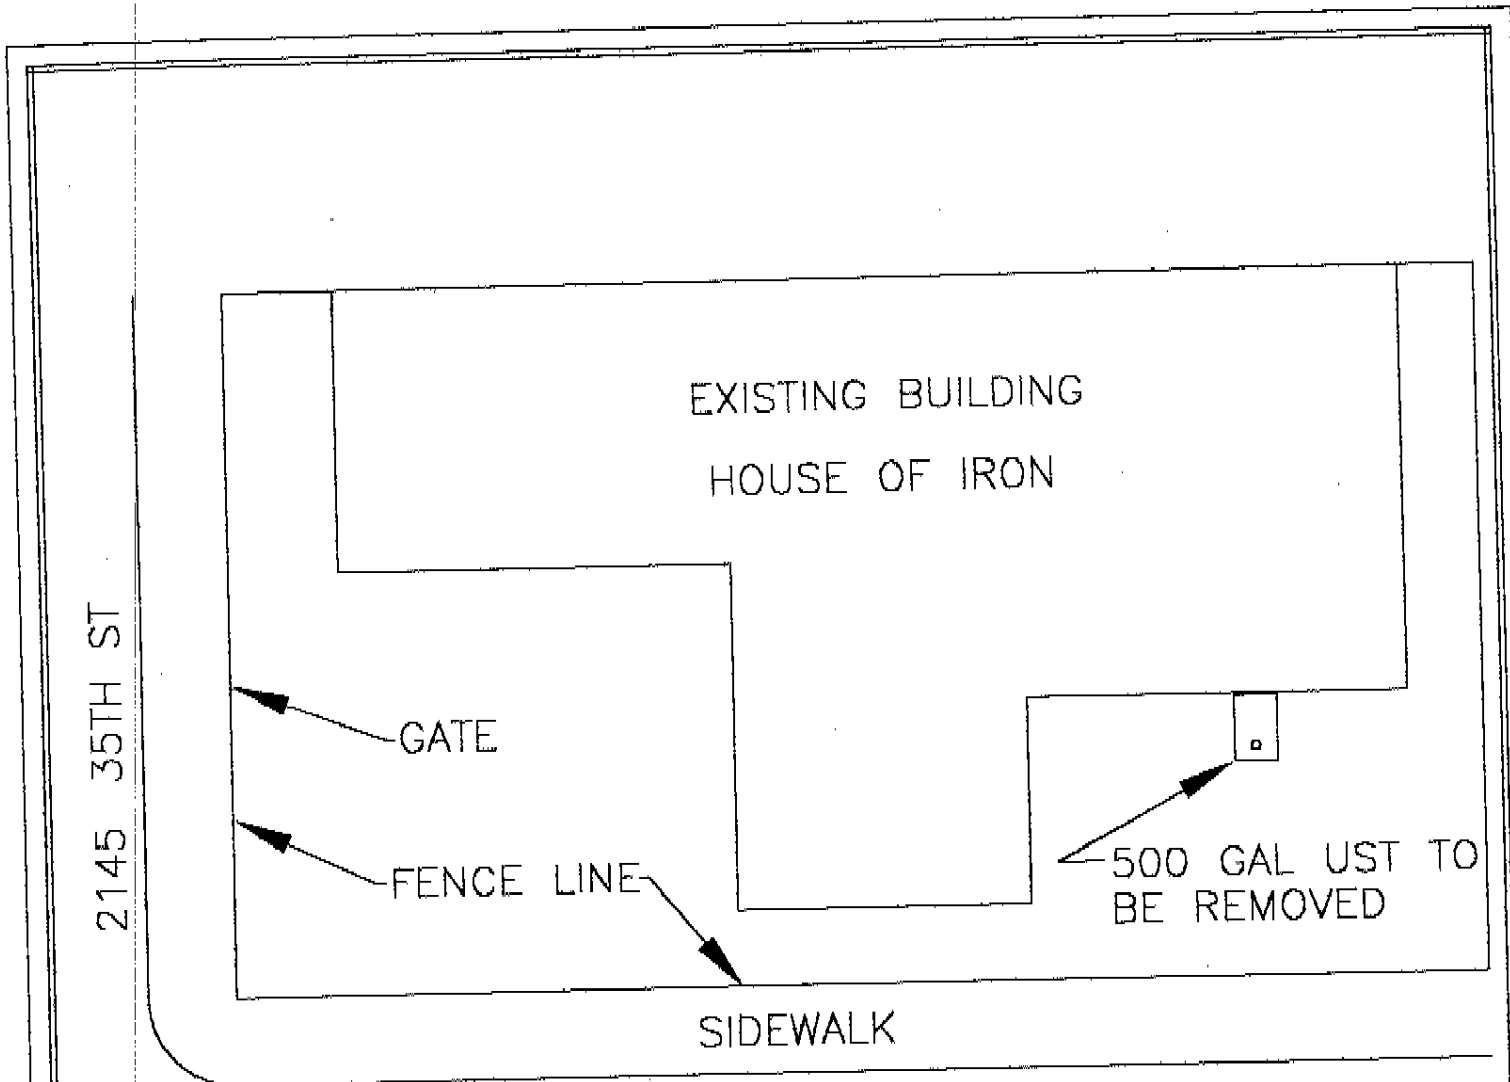 EXISTING BUILDING
HOUSE OF IRON
2145 35TH ST
GATE
FENCE LINE
500 GAL UST TO
BE REMOVED
SIDEWALK